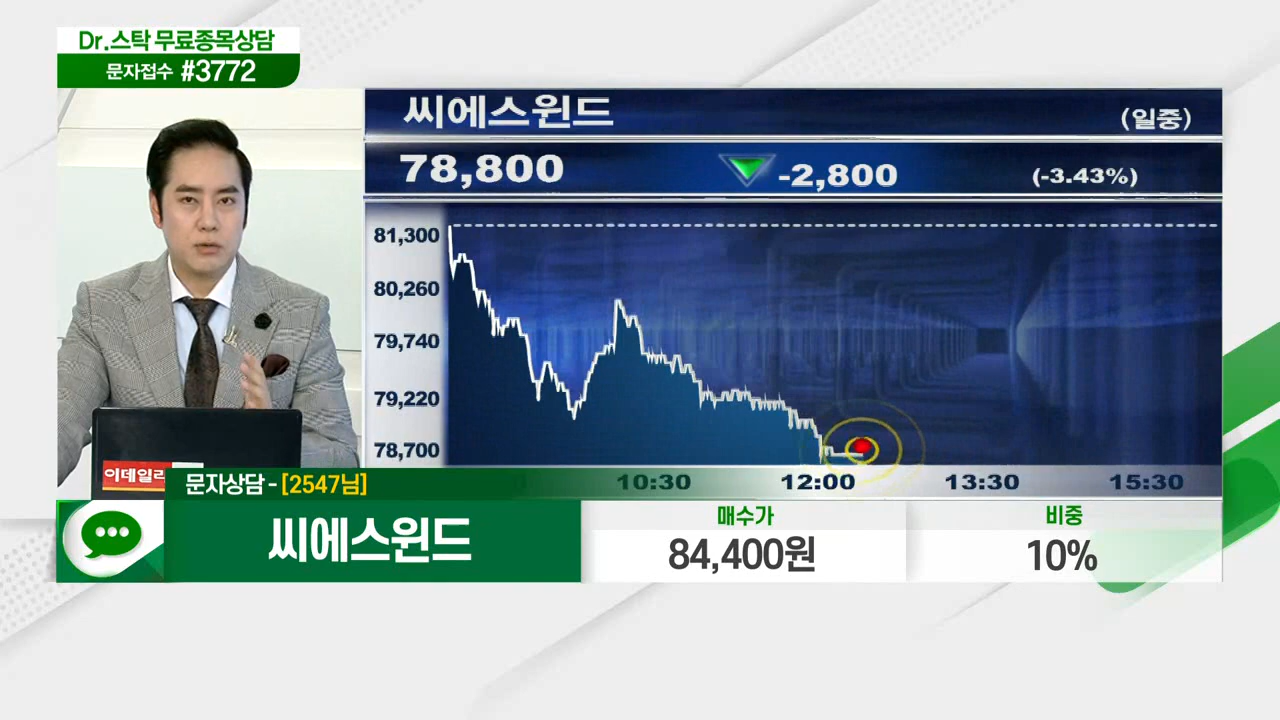 Dr.스탁 무료종목상담
문자접수 #3772
씨에스윈드 (일중)
78,800 -2,800 (-3.43%)
81,300
80,260
79,740
79,220
78,700
10:30 12:00 13:30 15:30
이데일리
문자상담 - [2547님]
씨에스윈드
매수가 비중
84,400원 10%